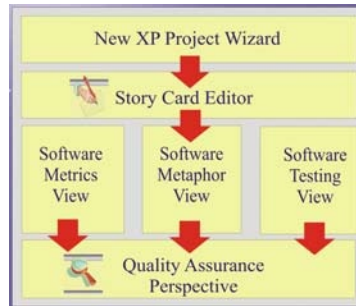 New XP Project Wizard
Story Card Editor
Software
Metrics
View
Software
Metaphor
View
Software
Testing
View
Quality Assurance
Perspective